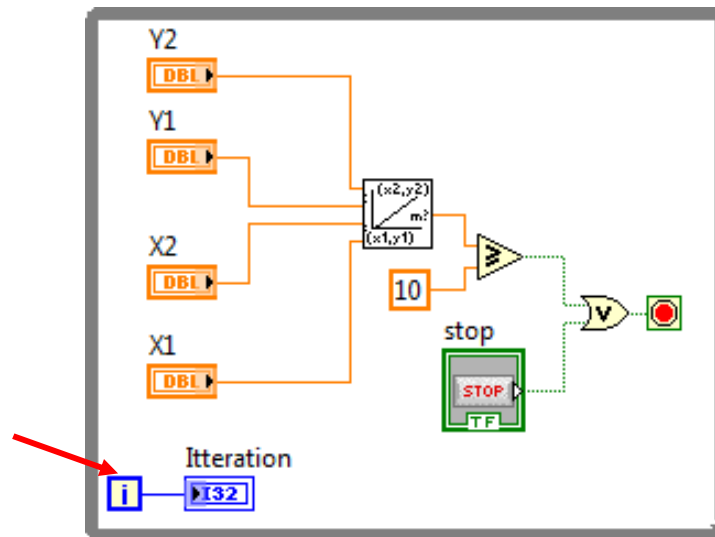 Y2
DBL
Y1
DBL
(x2,y2)
m?
(x1,y1)
X2
DBL
10
≥
V
stop
STOP
TF
X1
DBL
Itteration
i
I32